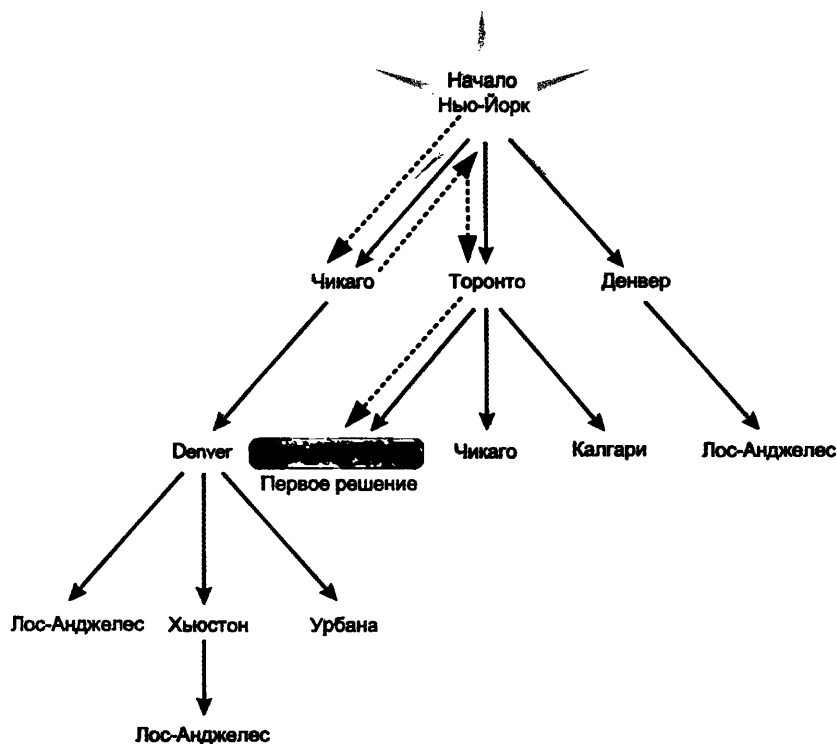 Начало
Нью-Йорк
Чикаго
Торонто
Денвер
Denver
Чикаго
Калгари
Лос-Анджелес
Первое решение
Лос-Анджелес
Хьюстон
Урбана
Лос-Анджелес